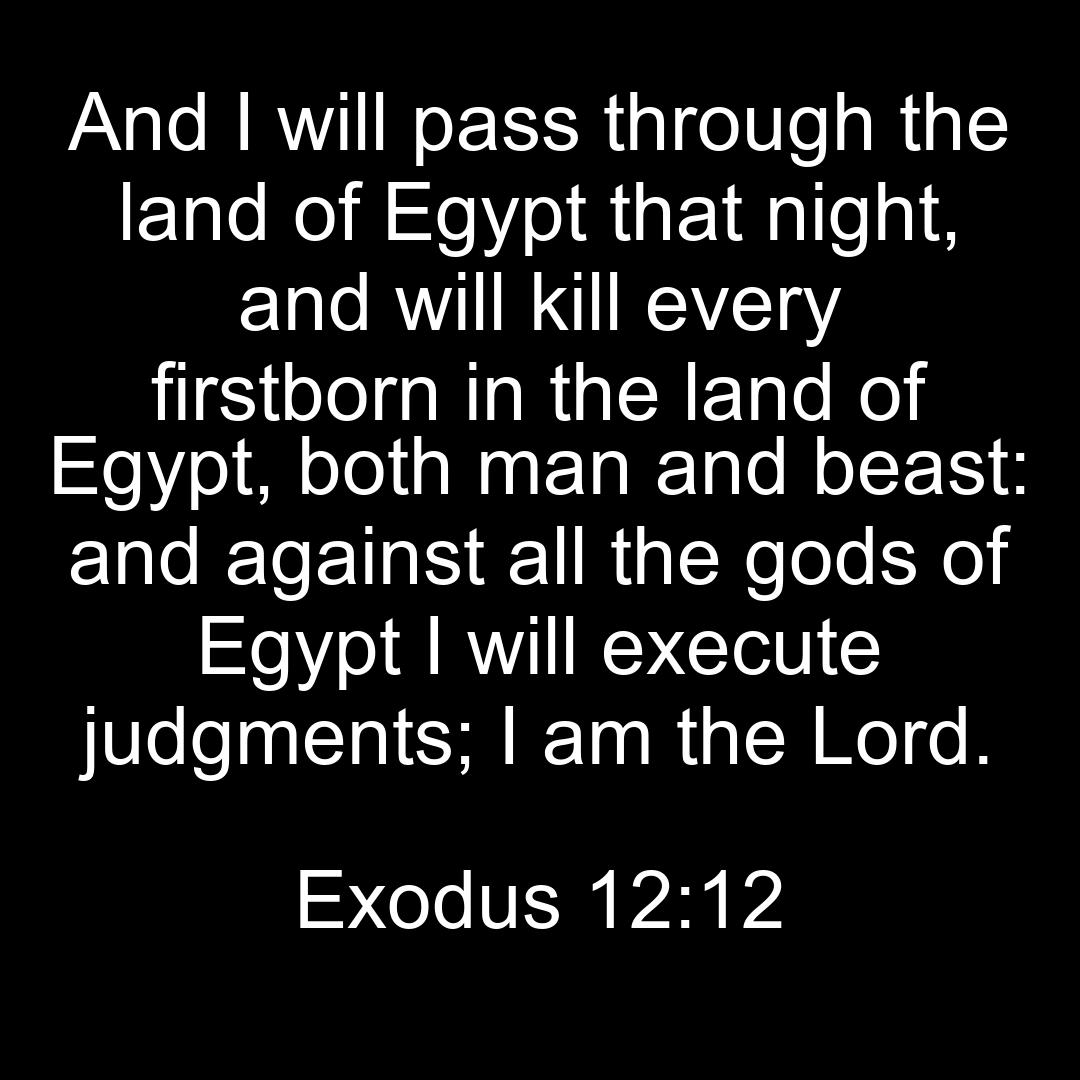 And I will pass through the
land of Egypt that night,
and will kill every
firstborn in the land of
Egypt, both man and beast:
and against all the gods of
Egypt I will execute
judgments; I am the Lord.
Exodus 12:12